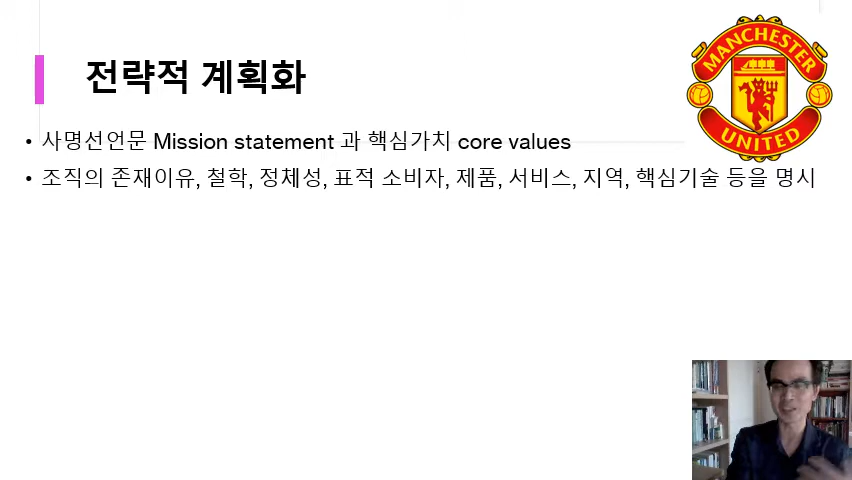 전략적 계획화
MANCHESTER
UNITED
• 사명선언문 Mission statement 과 핵심가치 core values
• 조직의 존재이유, 철학, 정체성, 표적 소비자, 제품, 서비스, 지역, 핵심기술 등을 명시